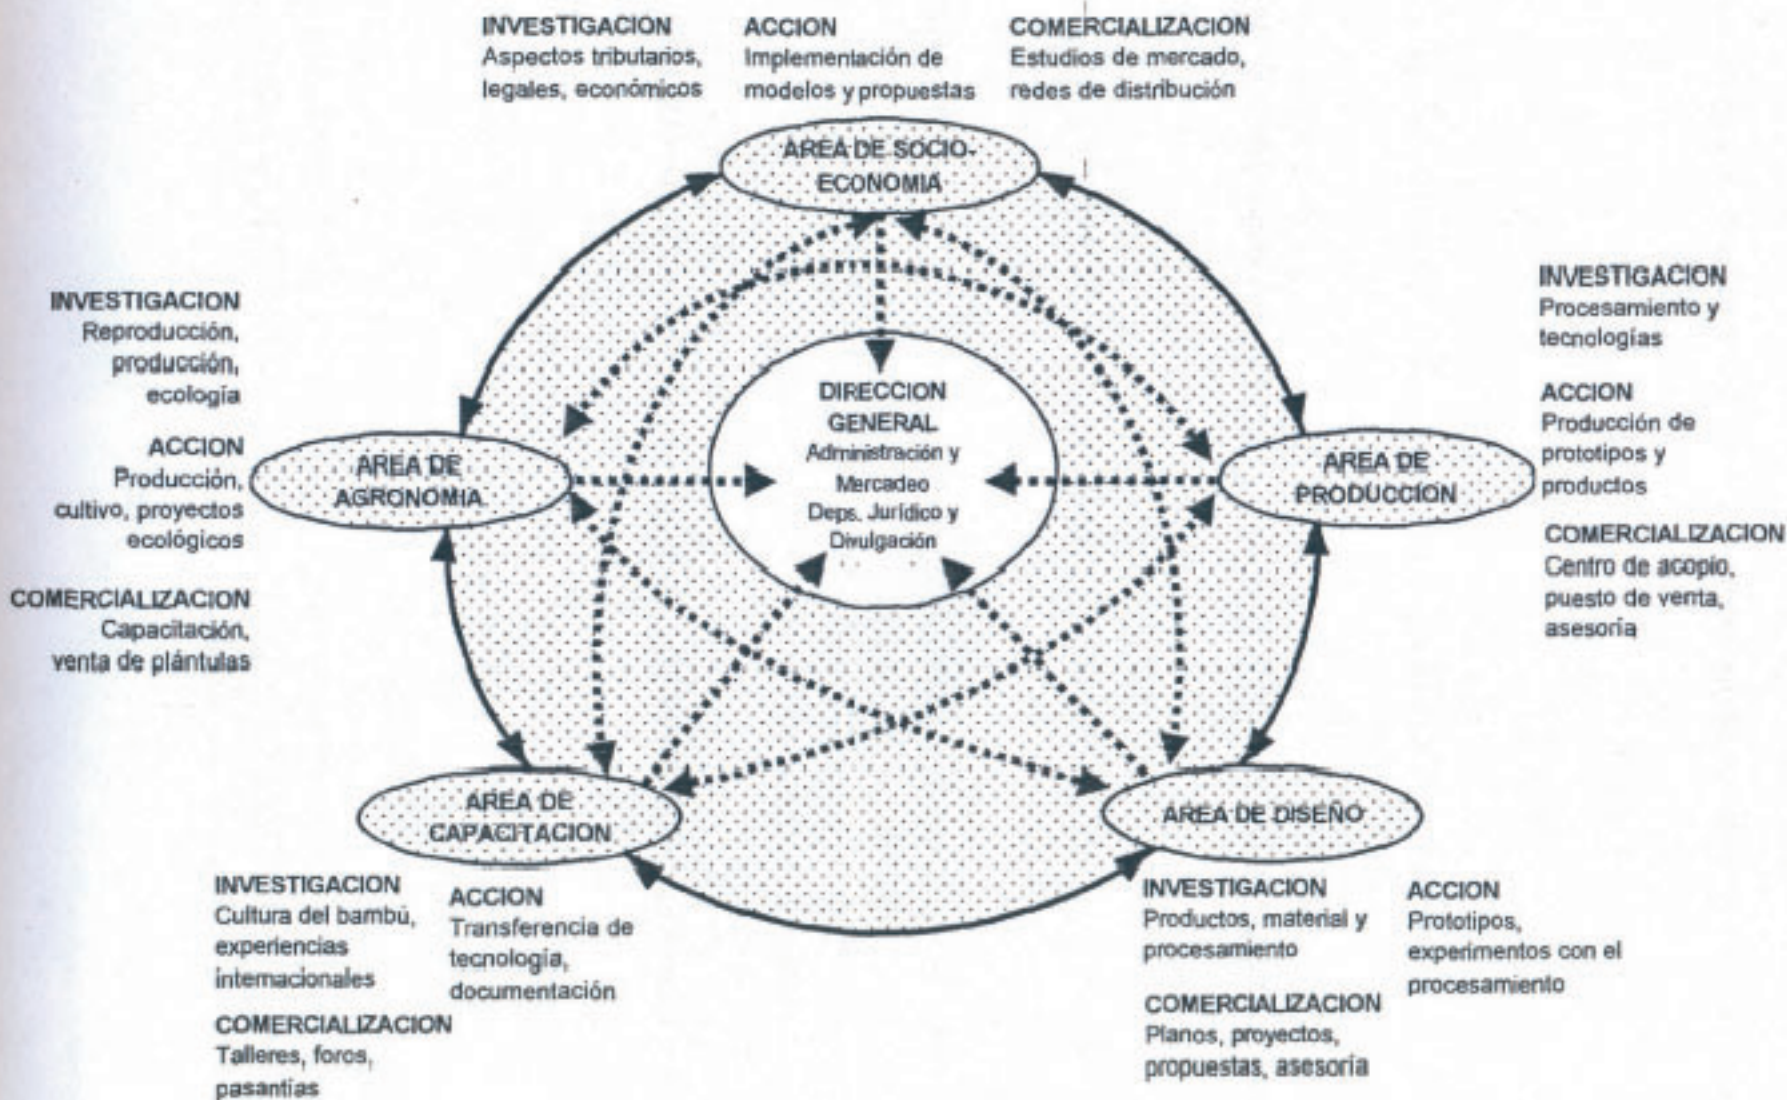 INVESTIGACION
Aspectos tributarios,
legales, económicos
ACCION
Implementación de
modelos y propuestas
COMERCIALIZACION
Estudios de mercado,
redes de distribución
AREA DE SOCIO-
ECONOMIA
INVESTIGACION
Reproducción,
producción,
ecología
ACCION
Producción,
cultivo, proyectos
ecológicos
COMERCIALIZACION
Capacitación,
venta de plántulas
AREA DE
AGRONOMIA
DIRECCION
GENERAL
Administración y
Mercadeo
Deps. Jurídico y
Divulgación
AREA DE
PRODUCCION
INVESTIGACION
Procesamiento y
tecnologías
ACCION
Producción de
prototipos y
productos
COMERCIALIZACION
Centro de acopio,
puesto de venta,
asesoría
AREA DE
CAPACITACION
INVESTIGACION
Cultura del bambú,
experiencias
internacionales
ACCION
Transferencia de
tecnología,
documentación
COMERCIALIZACION
Talleres, foros,
pasantías
AREA DE DISEÑO
INVESTIGACION
Productos, material y
procesamiento
ACCION
Prototipos,
experimentos con el
procesamiento
COMERCIALIZACION
Planos, proyectos,
propuestas, asesoría